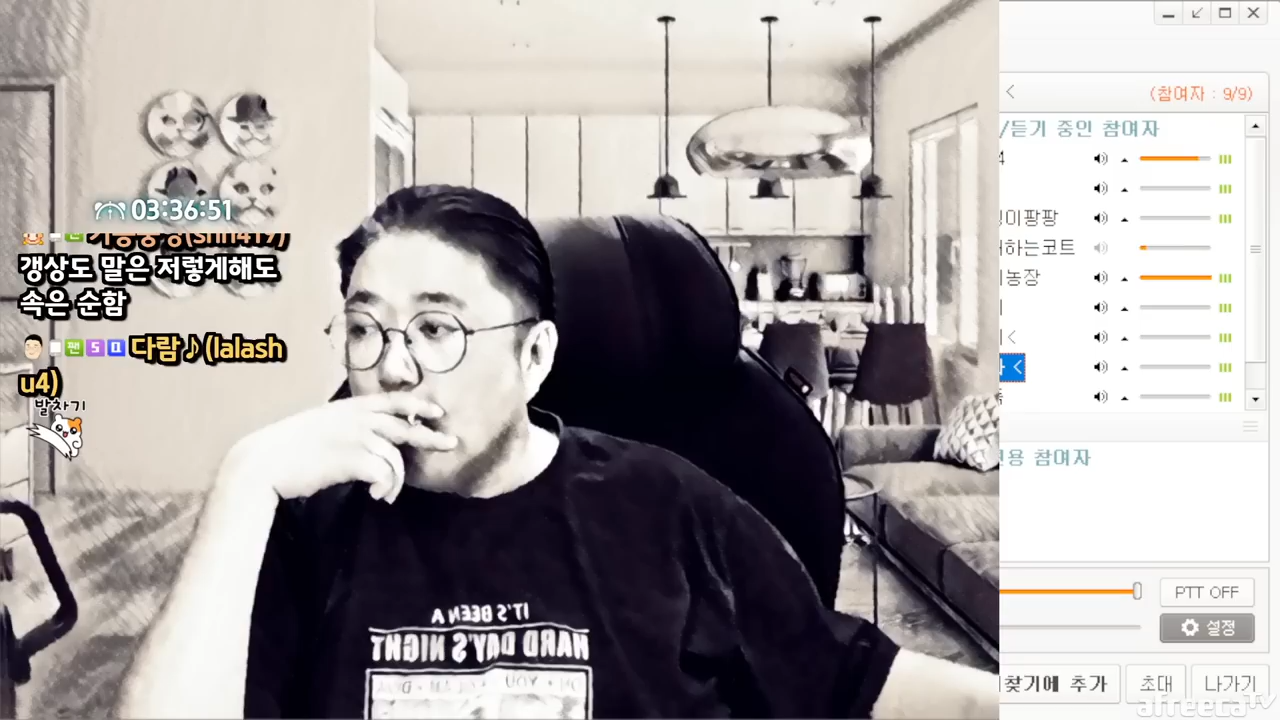 (참여자 : 9/9)
/듣기 중인 참여자
4
이팡팡
하는코트
농장
03:36:51
갱상도 말은 저렇게해도
속은 순함
팬 5 다람♪(lalash
u4)
발차기
IT'S BEEN A
HARD DAY'S NIGHT
용 참여자
PTT OFF
설정
찾기에 추가
초대
나가기
afreecaTV